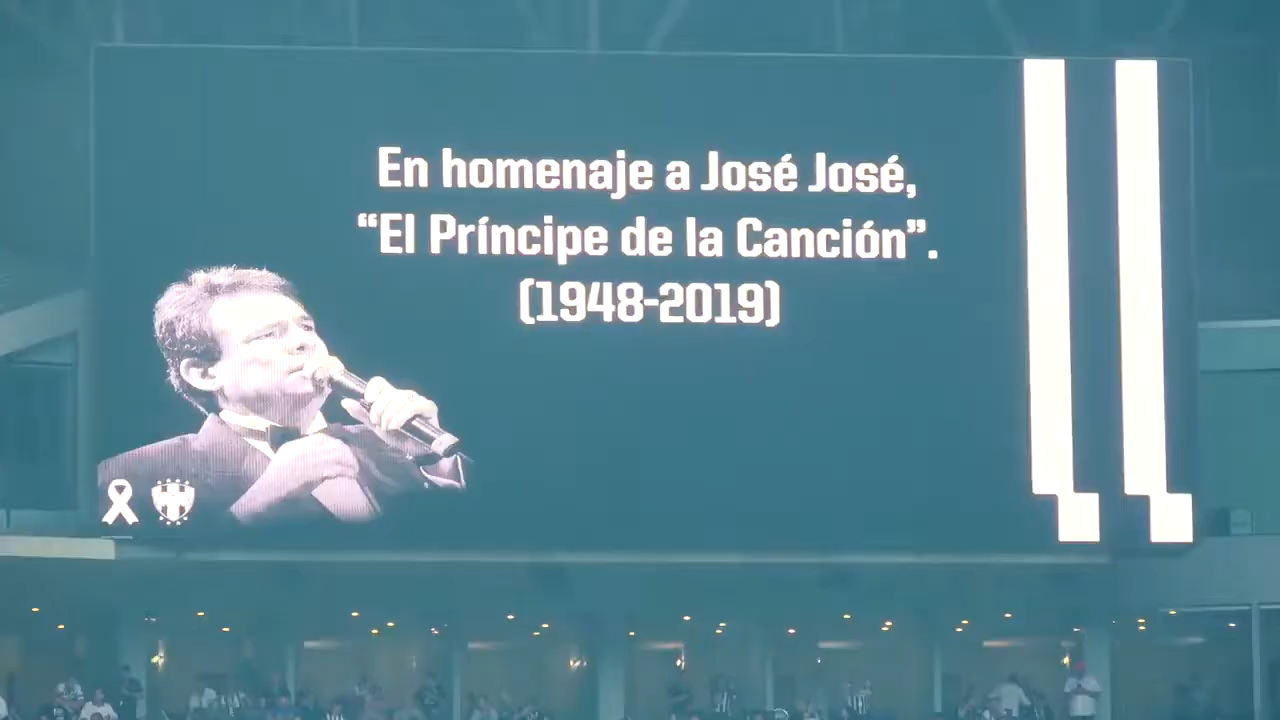 En homenaje a José José,
“El Príncipe de la Canción”.
(1948-2019)